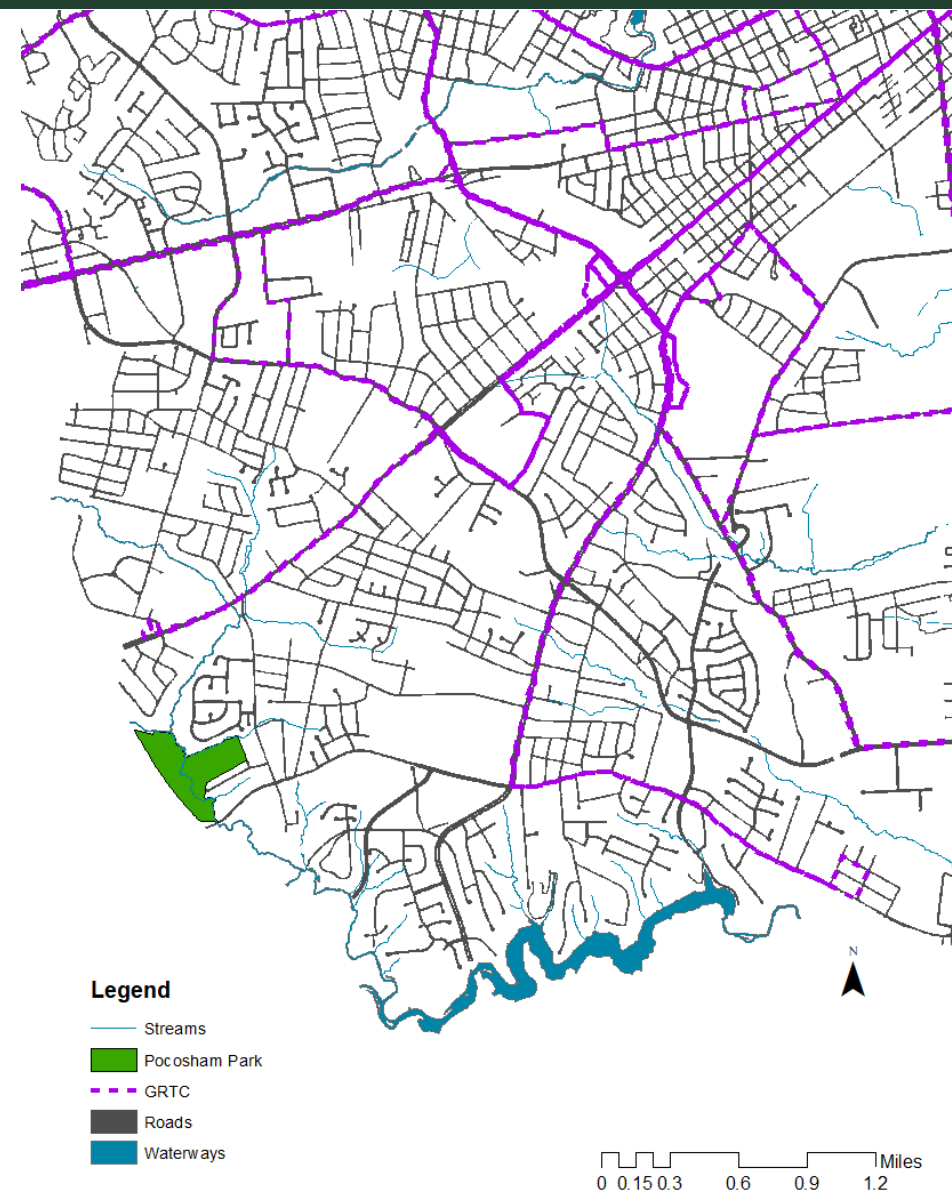 N
Legend
Streams
Pocosham Park
GRTC
Roads
Waterways
Miles
0 0.15 0.3 0.6 0.9 1.2